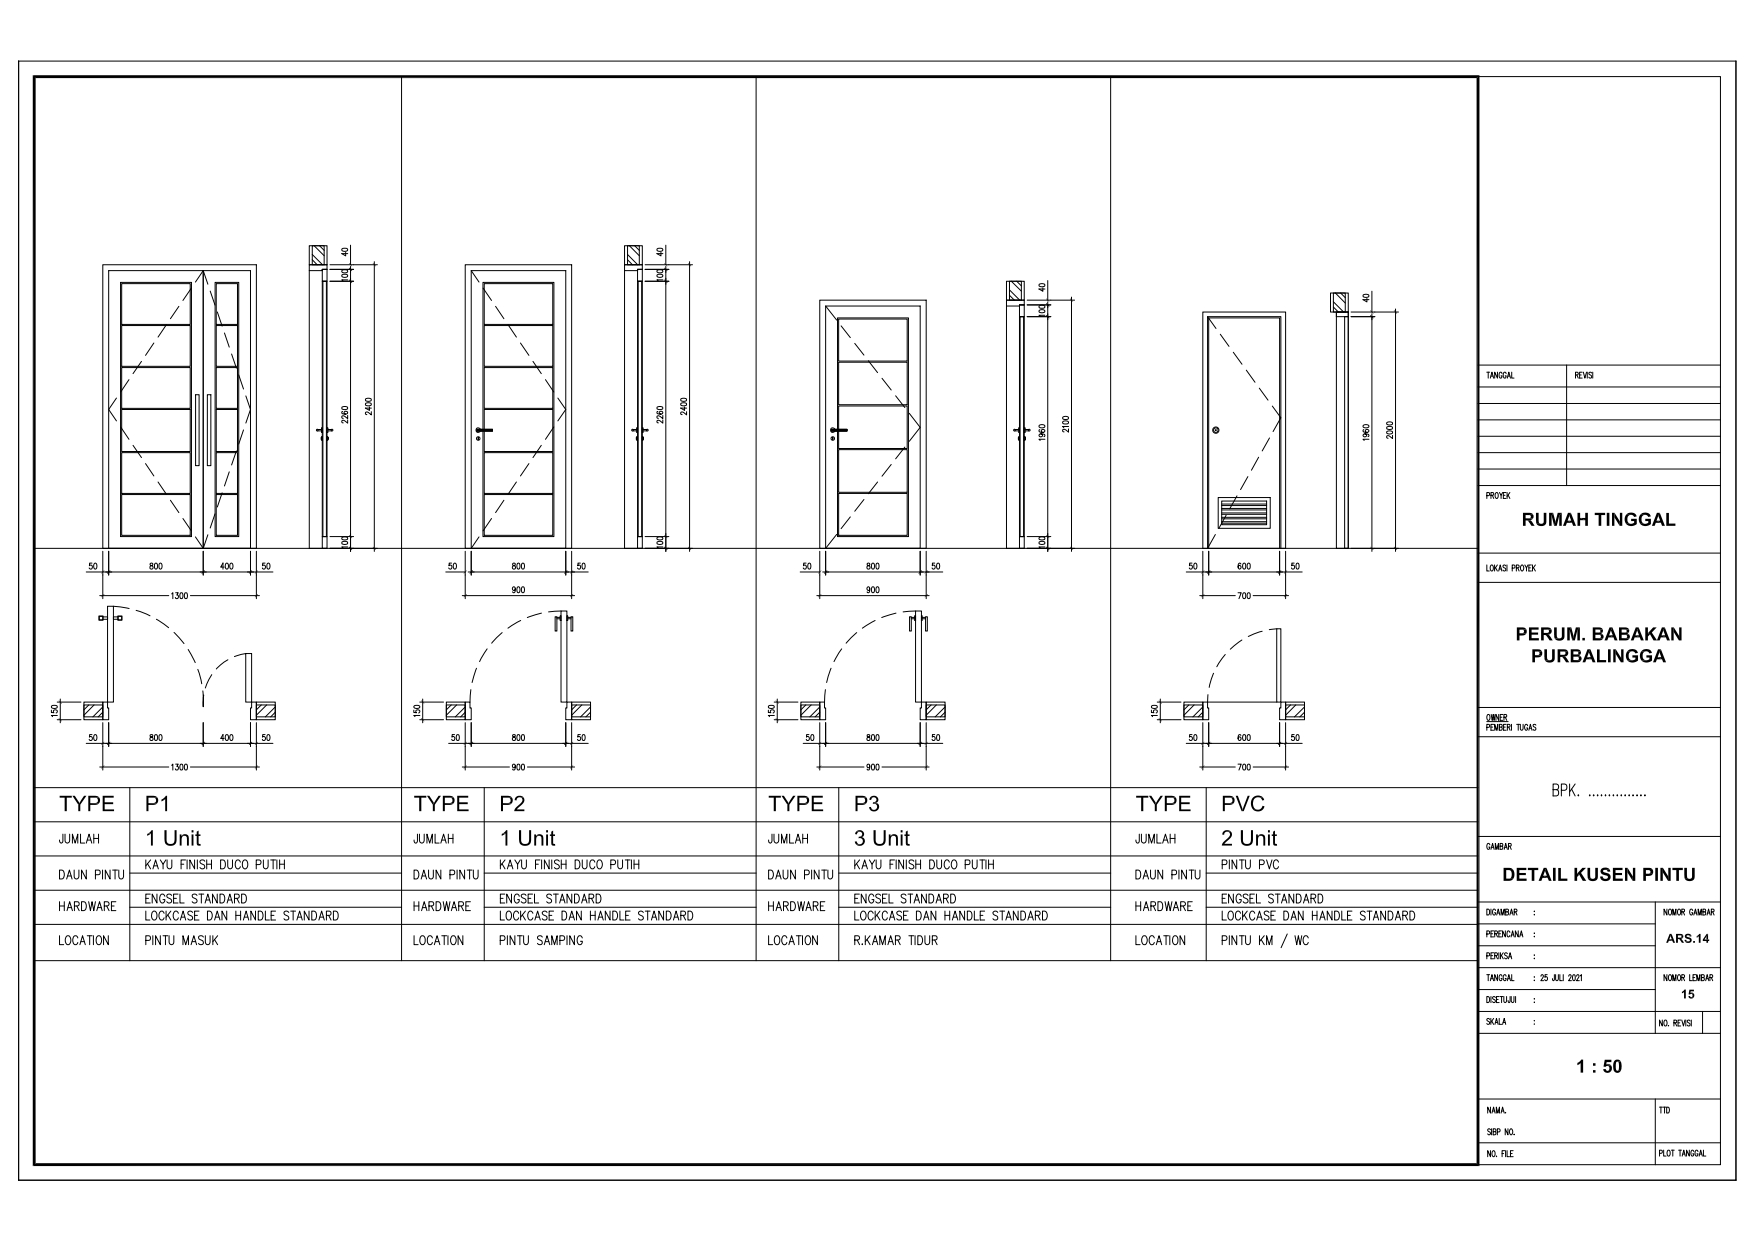 40
100
2260
2400
100
50 800 400 50
1300
150
50 800 400 50
1300
40
100
2260
2400
100
50 800 50
900
150
50 800 50
900
40
100
1960
2100
100
50 800 50
900
150
50 800 50
900
40
1960
2000
50 600 50
700
150
50 600 50
700
TYPE P1
JUMLAH 1 Unit
DAUN PINTU KAYU FINISH DUCO PUTIH
HARDWARE ENGSEL STANDARD
LOCKCASE DAN HANDLE STANDARD
LOCATION PINTU MASUK
TYPE P2
JUMLAH 1 Unit
DAUN PINTU KAYU FINISH DUCO PUTIH
HARDWARE ENGSEL STANDARD
LOCKCASE DAN HANDLE STANDARD
LOCATION PINTU SAMPING
TYPE P3
JUMLAH 3 Unit
DAUN PINTU KAYU FINISH DUCO PUTIH
HARDWARE ENGSEL STANDARD
LOCKCASE DAN HANDLE STANDARD
LOCATION R.KAMAR TIDUR
TYPE PVC
JUMLAH 2 Unit
DAUN PINTU PINTU PVC
HARDWARE ENGSEL STANDARD
LOCKCASE DAN HANDLE STANDARD
LOCATION PINTU KM / WC
TANGGAL REVISI
PROYEK
RUMAH TINGGAL
LOKASI PROYEK
PERUM. BABAKAN
PURBALINGGA
OWNER
PEMBERI TUGAS
BPK. ...............
GAMBAR
DETAIL KUSEN PINTU
DIGAMBAR : NOMOR GAMBAR
PERENCANA : ARS.14
PERIKSA :
TANGGAL : 25 JULI 2021 NOMOR LEMBAR
DISETUJUI : 15
SKALA : NO. REVISI
1 : 50
NAMA. TTD
SIBP NO.
NO. FILE PLOT TANGGAL